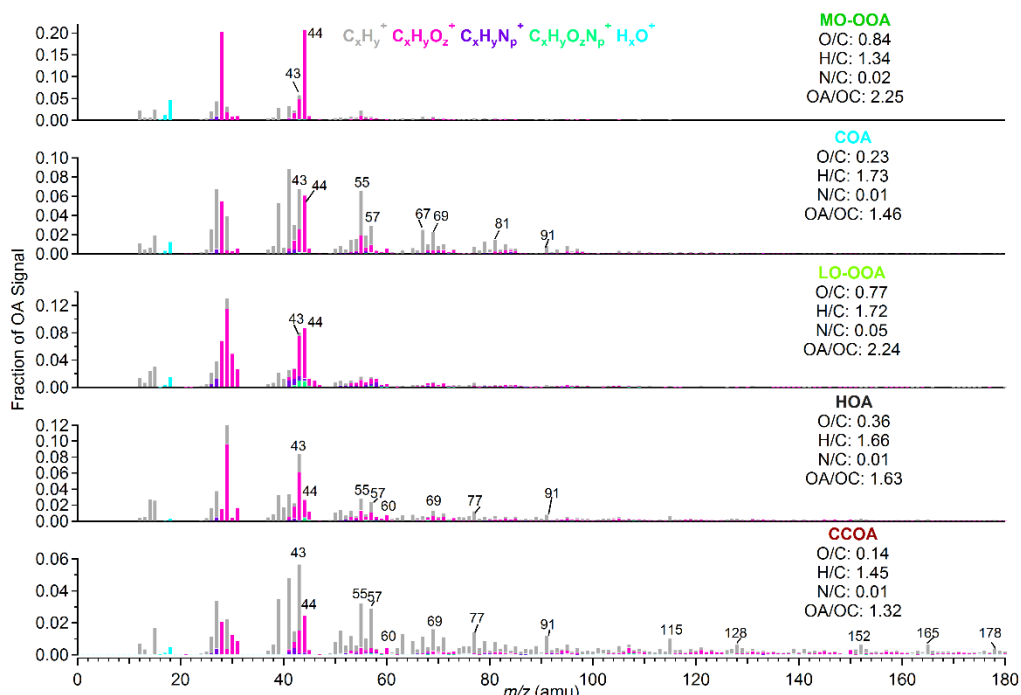 Fraction of OA Signal
CxHy+ CxHyOz+ CxHyNp+ CxHyOzNp+ HxO+
MO-OOA
O/C: 0.84
H/C: 1.34
N/C: 0.02
OA/OC: 2.25
0.20
0.15
0.10
0.05
0.00
43
44
COA
O/C: 0.23
H/C: 1.73
N/C: 0.01
OA/OC: 1.46
0.10
0.08
0.06
0.04
0.02
0.00
43
44
55
57
67
69
81
91
LO-OOA
O/C: 0.77
H/C: 1.72
N/C: 0.05
OA/OC: 2.24
0.12
0.08
0.04
0.00
43
44
HOA
O/C: 0.36
H/C: 1.66
N/C: 0.01
OA/OC: 1.63
0.12
0.08
0.06
0.04
0.02
0.00
43
44
55
57
60
69
77
91
CCOA
O/C: 0.14
H/C: 1.45
N/C: 0.01
OA/OC: 1.32
0.06
0.04
0.02
0.00
43
44
55
57
60
69
77
91
115
128
152
165
178
0 20 40 60 80 100 120 140 160 180
m/z (amu)